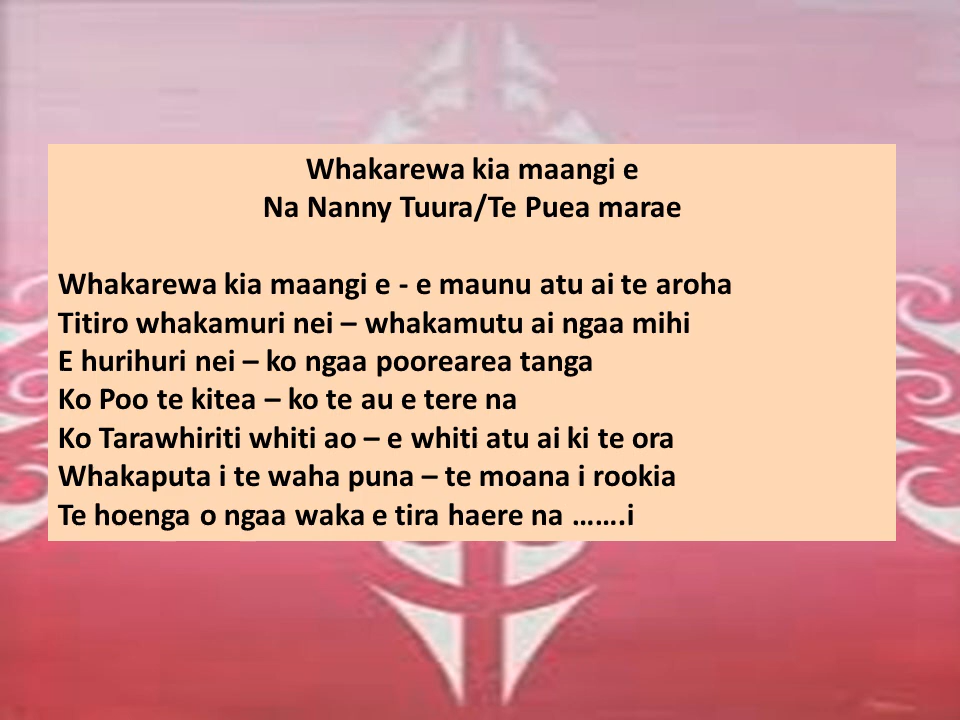 Whakarewa kia maangi e
Na Nanny Tuura/Te Puea marae
Whakarewa kia maangi e - e maunu atu ai te aroha
Titiro whakamuri nei – whakamutu ai ngaa mihi
E hurihuri nei – ko ngaa poorearea tanga
Ko Poo te kitea – ko te au e tere na
Ko Tarawhiriti whiti ao – e whiti atu ai ki te ora
Whakaputa i te waha puna – te moana i rookia
Te hoenga o ngaa waka e tira haere na …….i